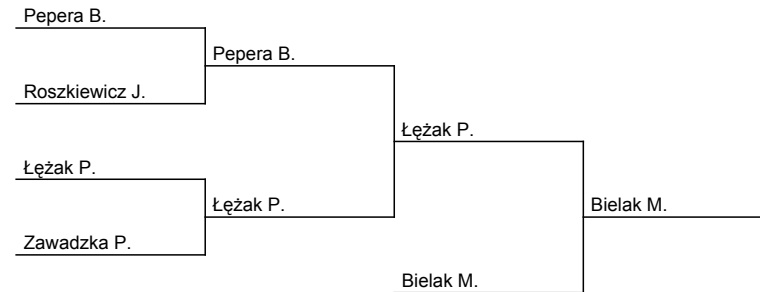 Pepera B.
Pepera B.
Roszkiewicz J.
Łężak P.
Łężak P.
Łężak P.
Bielak M.
Zawadzka P.
Bielak M.